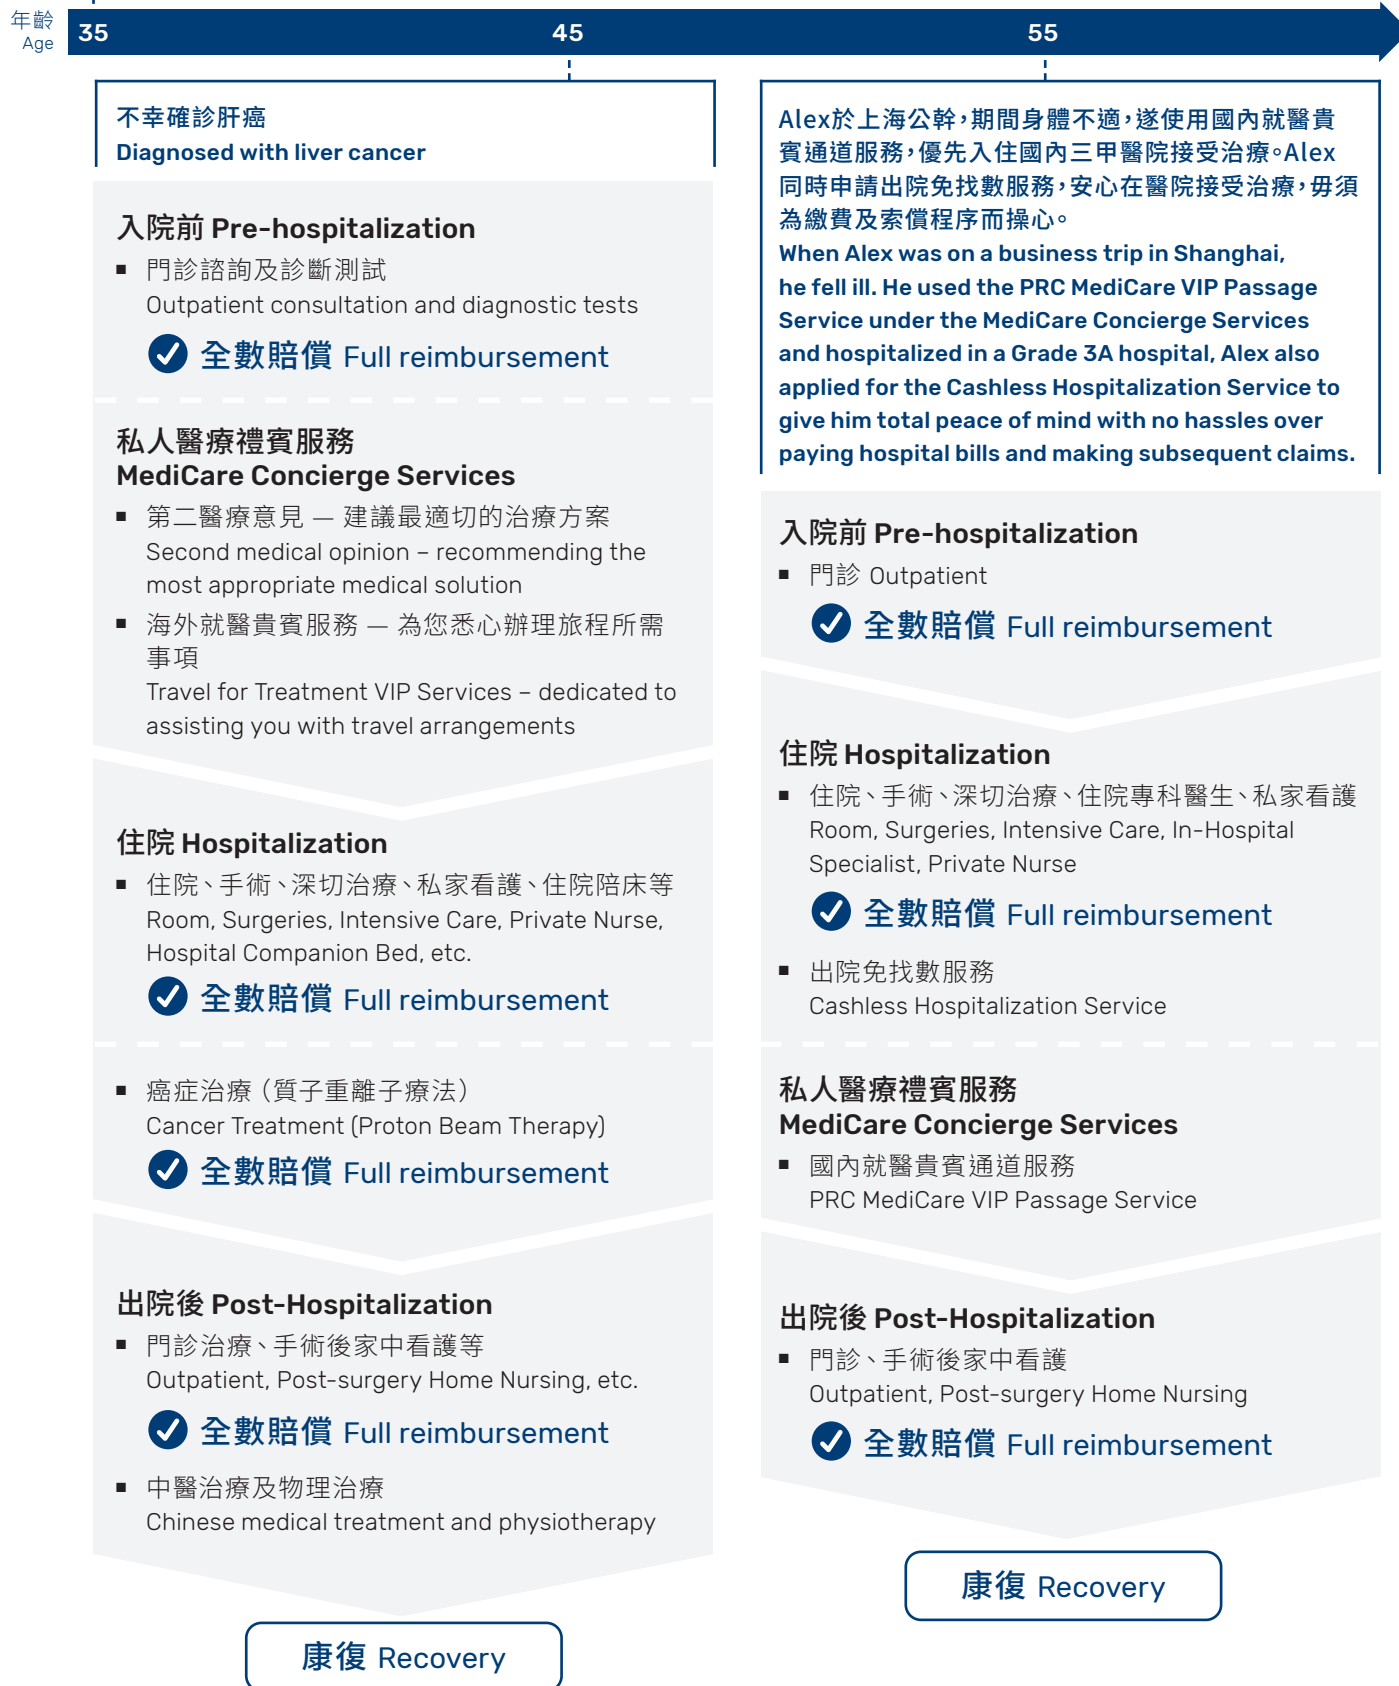 年齡
Age
35
45
55
不幸確診肝癌
Diagnosed with liver cancer
入院前 Pre-hospitalization
■ 門診諮詢及診斷測試
Outpatient consultation and diagnostic tests
全數賠償 Full reimbursement
私人醫療禮賓服務
MediCare Concierge Services
■ 第二醫療意見 — 建議最適切的治療方案
Second medical opinion – recommending the
most appropriate medical solution
■ 海外就醫貴賓服務 — 為您悉心辦理旅程所需
事項
Travel for Treatment VIP Services – dedicated to
assisting you with travel arrangements
住院 Hospitalization
■ 住院、手術、深切治療、私家看護、住院陪床等
Room, Surgeries, Intensive Care, Private Nurse,
Hospital Companion Bed, etc.
全數賠償 Full reimbursement
■ 癌症治療（質子重離子療法）
Cancer Treatment (Proton Beam Therapy)
全數賠償 Full reimbursement
出院後 Post-Hospitalization
■ 門診治療、手術後家中看護等
Outpatient, Post-surgery Home Nursing, etc.
全數賠償 Full reimbursement
■ 中醫治療及物理治療
Chinese medical treatment and physiotherapy
康復 Recovery
Alex於上海公幹，期間身體不適，遂使用國內就醫貴
賓通道服務，優先入住國內三甲醫院接受治療。Alex
同時申請出院免找數服務，安心在醫院接受治療，毋須
為繳費及索償程序而操心。
When Alex was on a business trip in Shanghai,
he fell ill. He used the PRC MediCare VIP Passage
Service under the MediCare Concierge Services
and hospitalized in a Grade 3A hospital, Alex also
applied for the Cashless Hospitalization Service to
give him total peace of mind with no hassles over
paying hospital bills and making subsequent claims.
入院前 Pre-hospitalization
■ 門診 Outpatient
全數賠償 Full reimbursement
住院 Hospitalization
■ 住院、手術、深切治療、住院專科醫生、私家看護
Room, Surgeries, Intensive Care, In-Hospital
Specialist, Private Nurse
全數賠償 Full reimbursement
■ 出院免找數服務
Cashless Hospitalization Service
私人醫療禮賓服務
MediCare Concierge Services
■ 國內就醫貴賓通道服務
PRC MediCare VIP Passage Service
出院後 Post-Hospitalization
■ 門診、手術後家中看護
Outpatient, Post-surgery Home Nursing
全數賠償 Full reimbursement
康復 Recovery